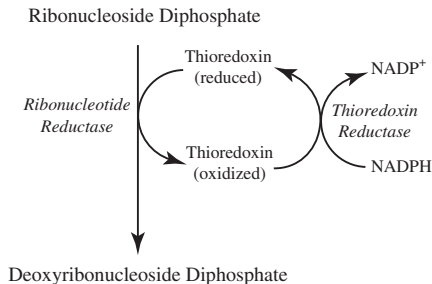 Ribonucleoside Diphosphate
Thioredoxin
(reduced)
NADP⁺
Ribonucleotide
Reductase
Thioredoxin
Reductase
Thioredoxin
(oxidized)
NADPH
Deoxyribonucleoside Diphosphate